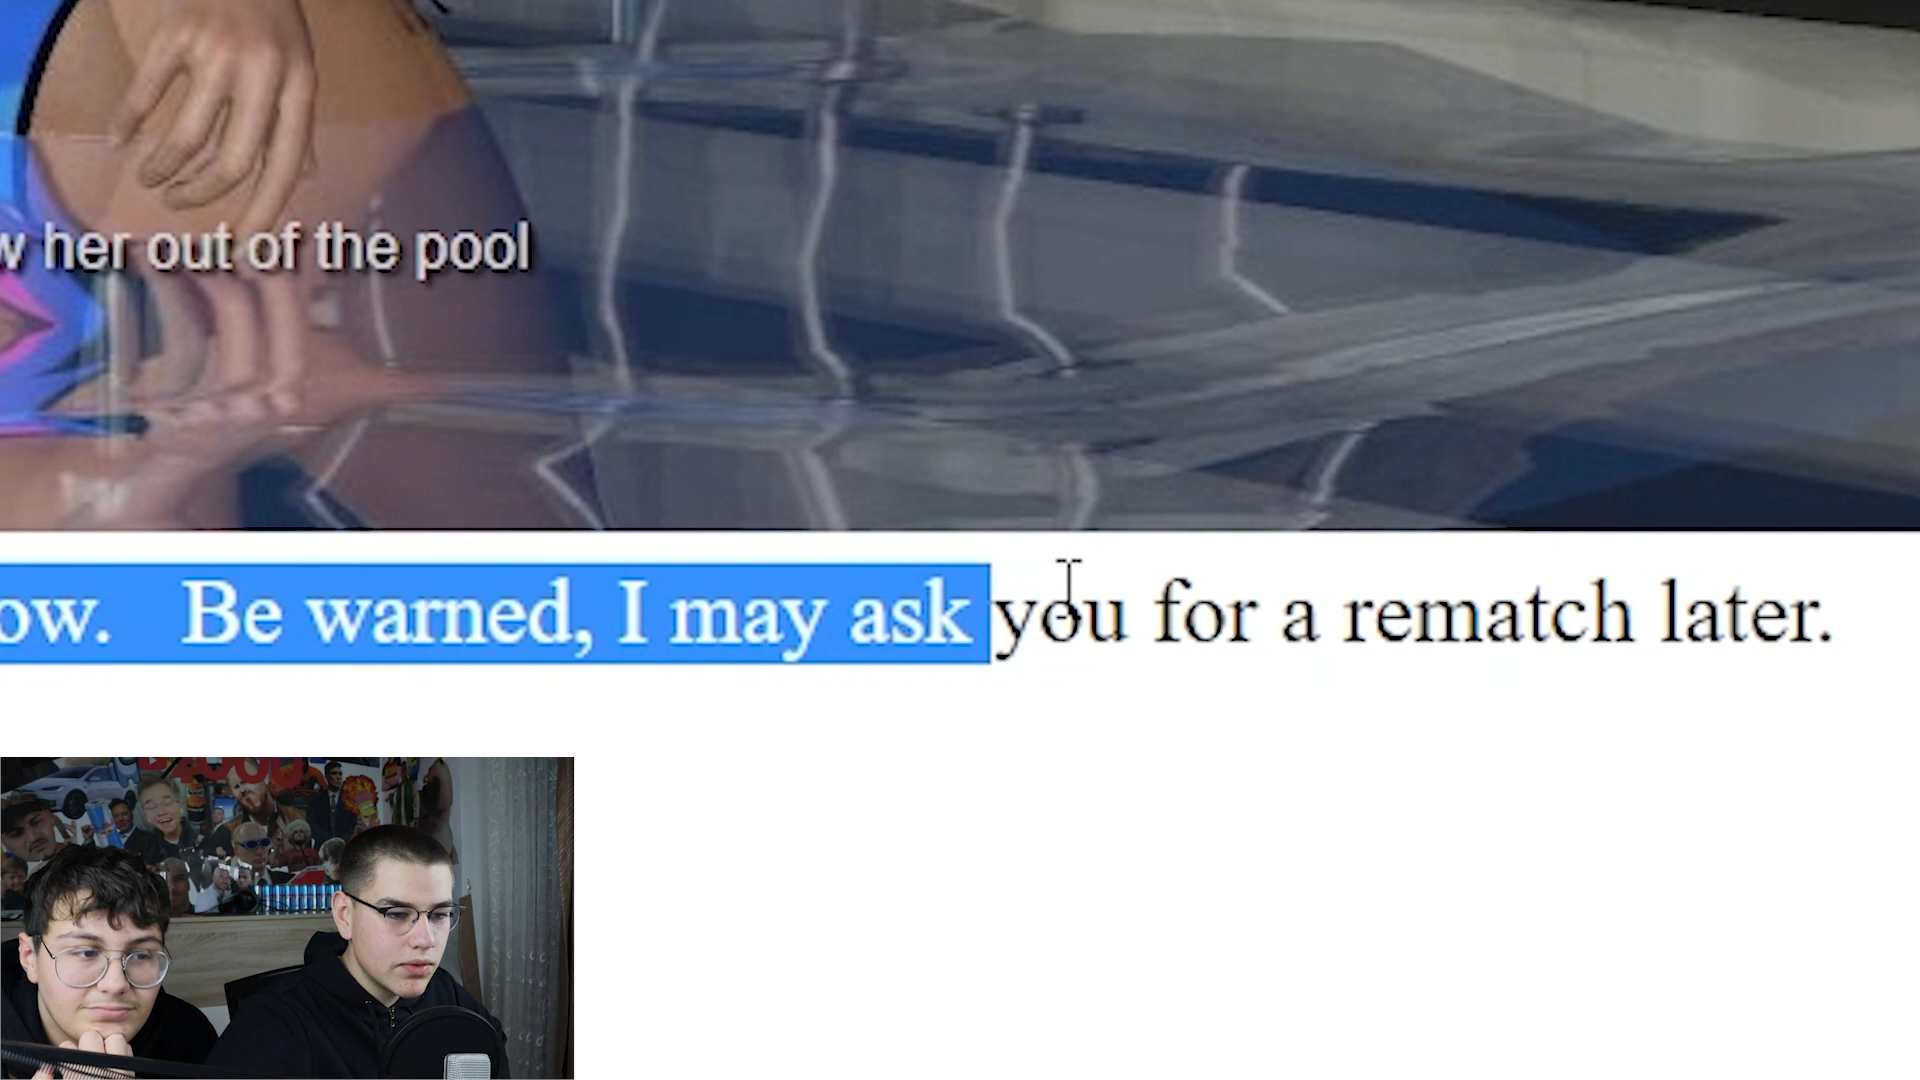 w her out of the pool
ow. Be warned, I may ask you for a rematch later.